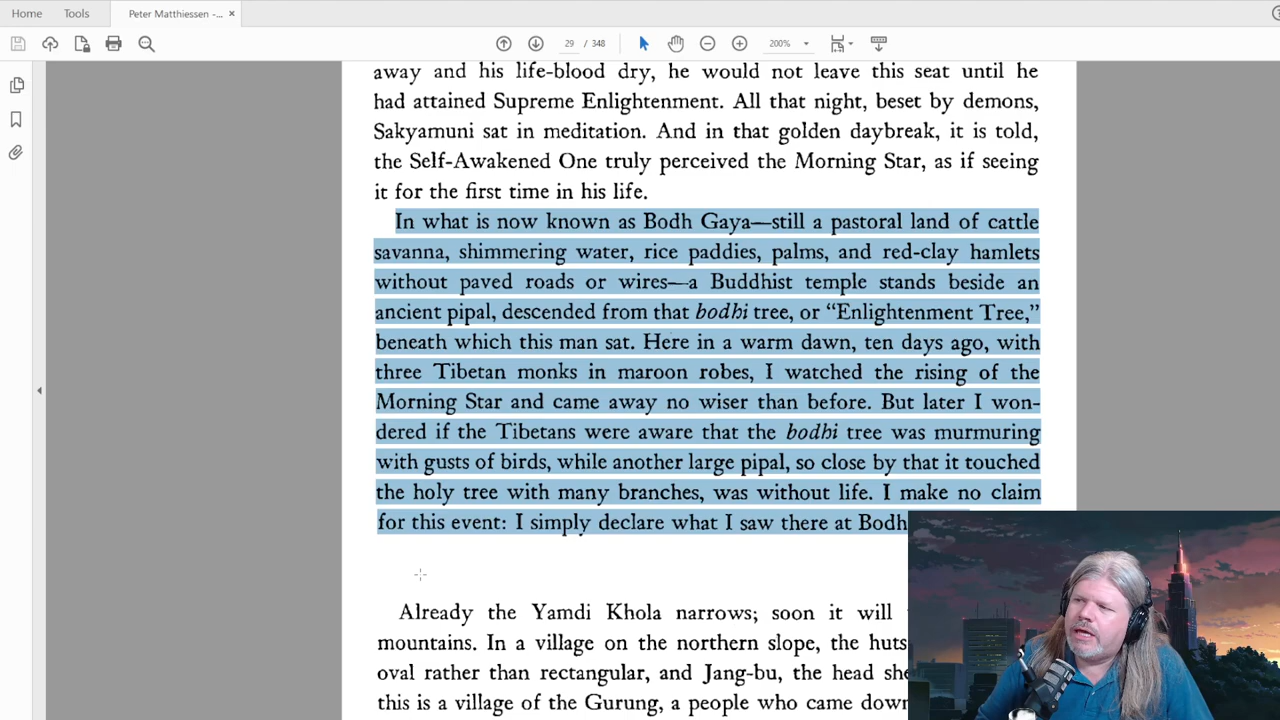 Home Tools Peter Matthiessen -... ×
29 / 348 200%
away and his life-blood dry, he would not leave this seat until he
had attained Supreme Enlightenment. All that night, beset by demons,
Sakyamuni sat in meditation. And in that golden daybreak, it is told,
the Self-Awakened One truly perceived the Morning Star, as if seeing
it for the first time in his life.
In what is now known as Bodh Gaya—still a pastoral land of cattle
savanna, shimmering water, rice paddies, palms, and red-clay hamlets
without paved roads or wires—a Buddhist temple stands beside an
ancient pipal, descended from that bodhi tree, or “Enlightenment Tree,”
beneath which this man sat. Here in a warm dawn, ten days ago, with
three Tibetan monks in maroon robes, I watched the rising of the
Morning Star and came away no wiser than before. But later I won-
dered if the Tibetans were aware that the bodhi tree was murmuring
with gusts of birds, while another large pipal, so close by that it touched
the holy tree with many branches, was without life. I make no claim
for this event: I simply declare what I saw there at Bodh
Already the Yamdi Khola narrows; soon it will
mountains. In a village on the northern slope, the huts
oval rather than rectangular, and Jang-bu, the head she
this is a village of the Gurung, a people who came down